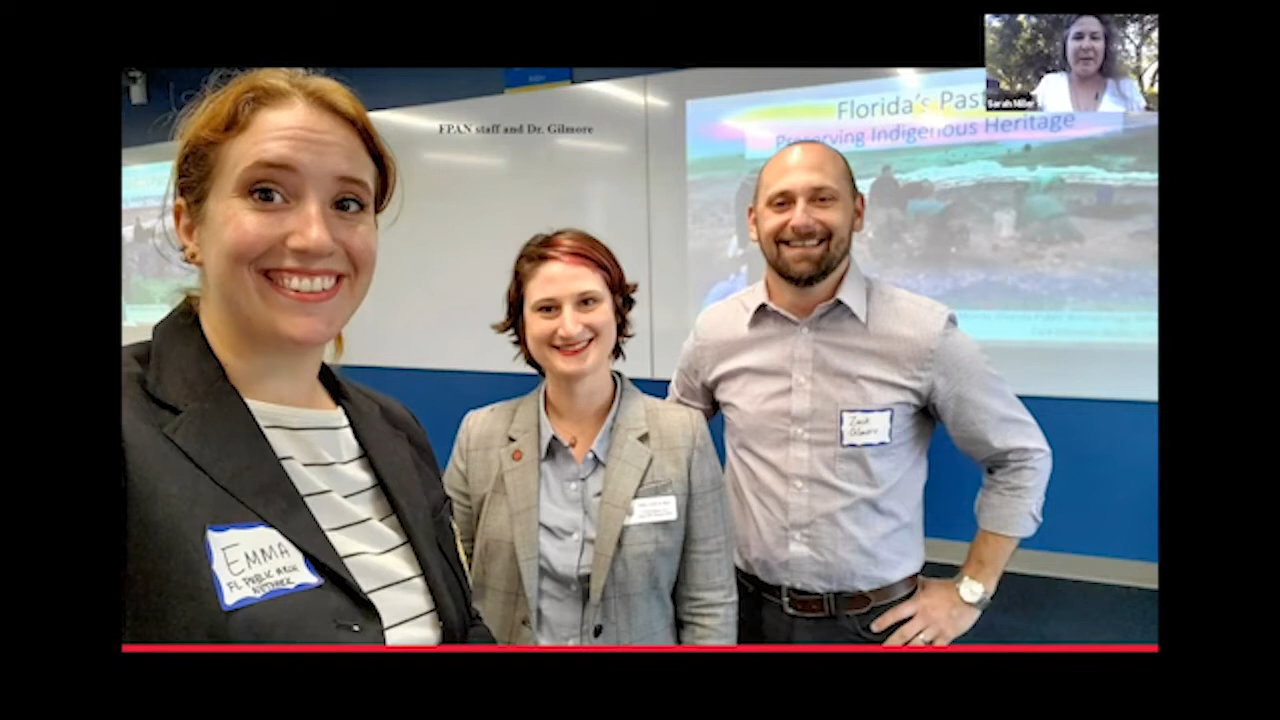 FPAN staff and Dr. Gilmore
Florida's Past
Preserving Indigenous Heritage
Sarah Miller
EMMA
FL PUBLIC ARCH
NETWORK
Zack
Gilmore